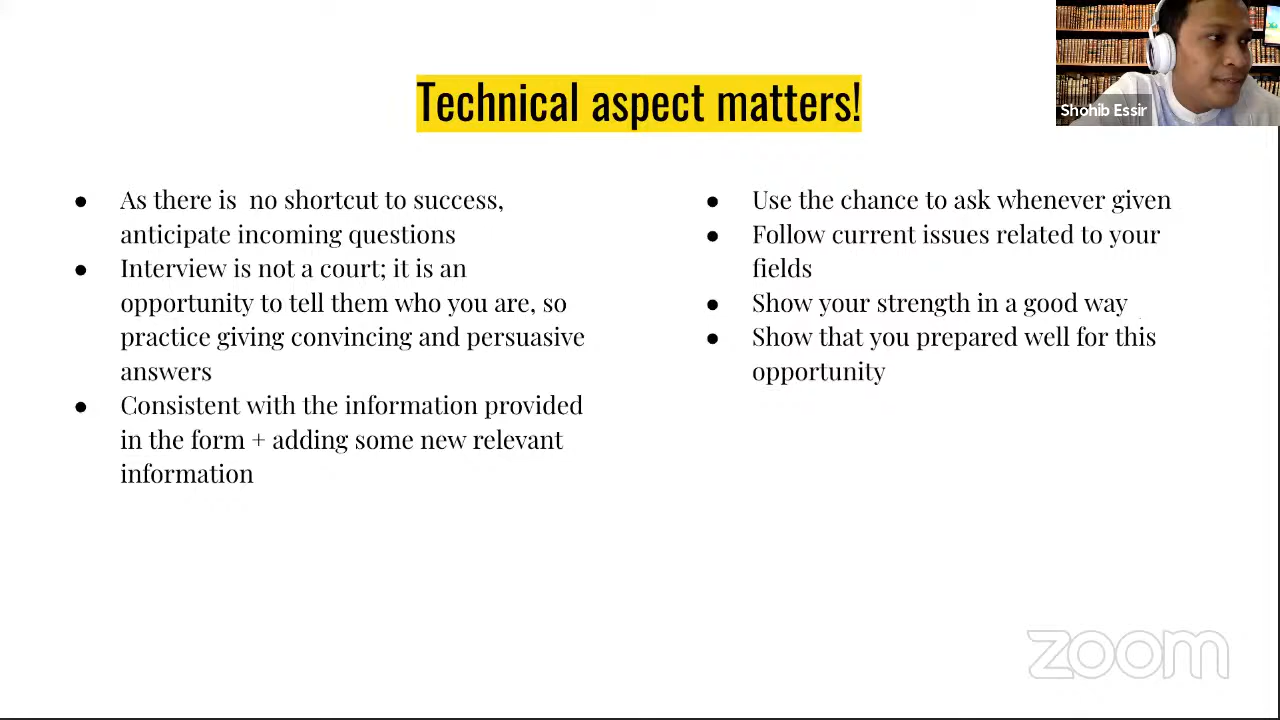 Technical aspect matters!
Shohib Essir
● As there is  no shortcut to success,
anticipate incoming questions
● Interview is not a court; it is an
opportunity to tell them who you are, so
practice giving convincing and persuasive
answers
● Consistent with the information provided
in the form + adding some new relevant
information
● Use the chance to ask whenever given
● Follow current issues related to your
fields
● Show your strength in a good way
● Show that you prepared well for this
opportunity
zoom